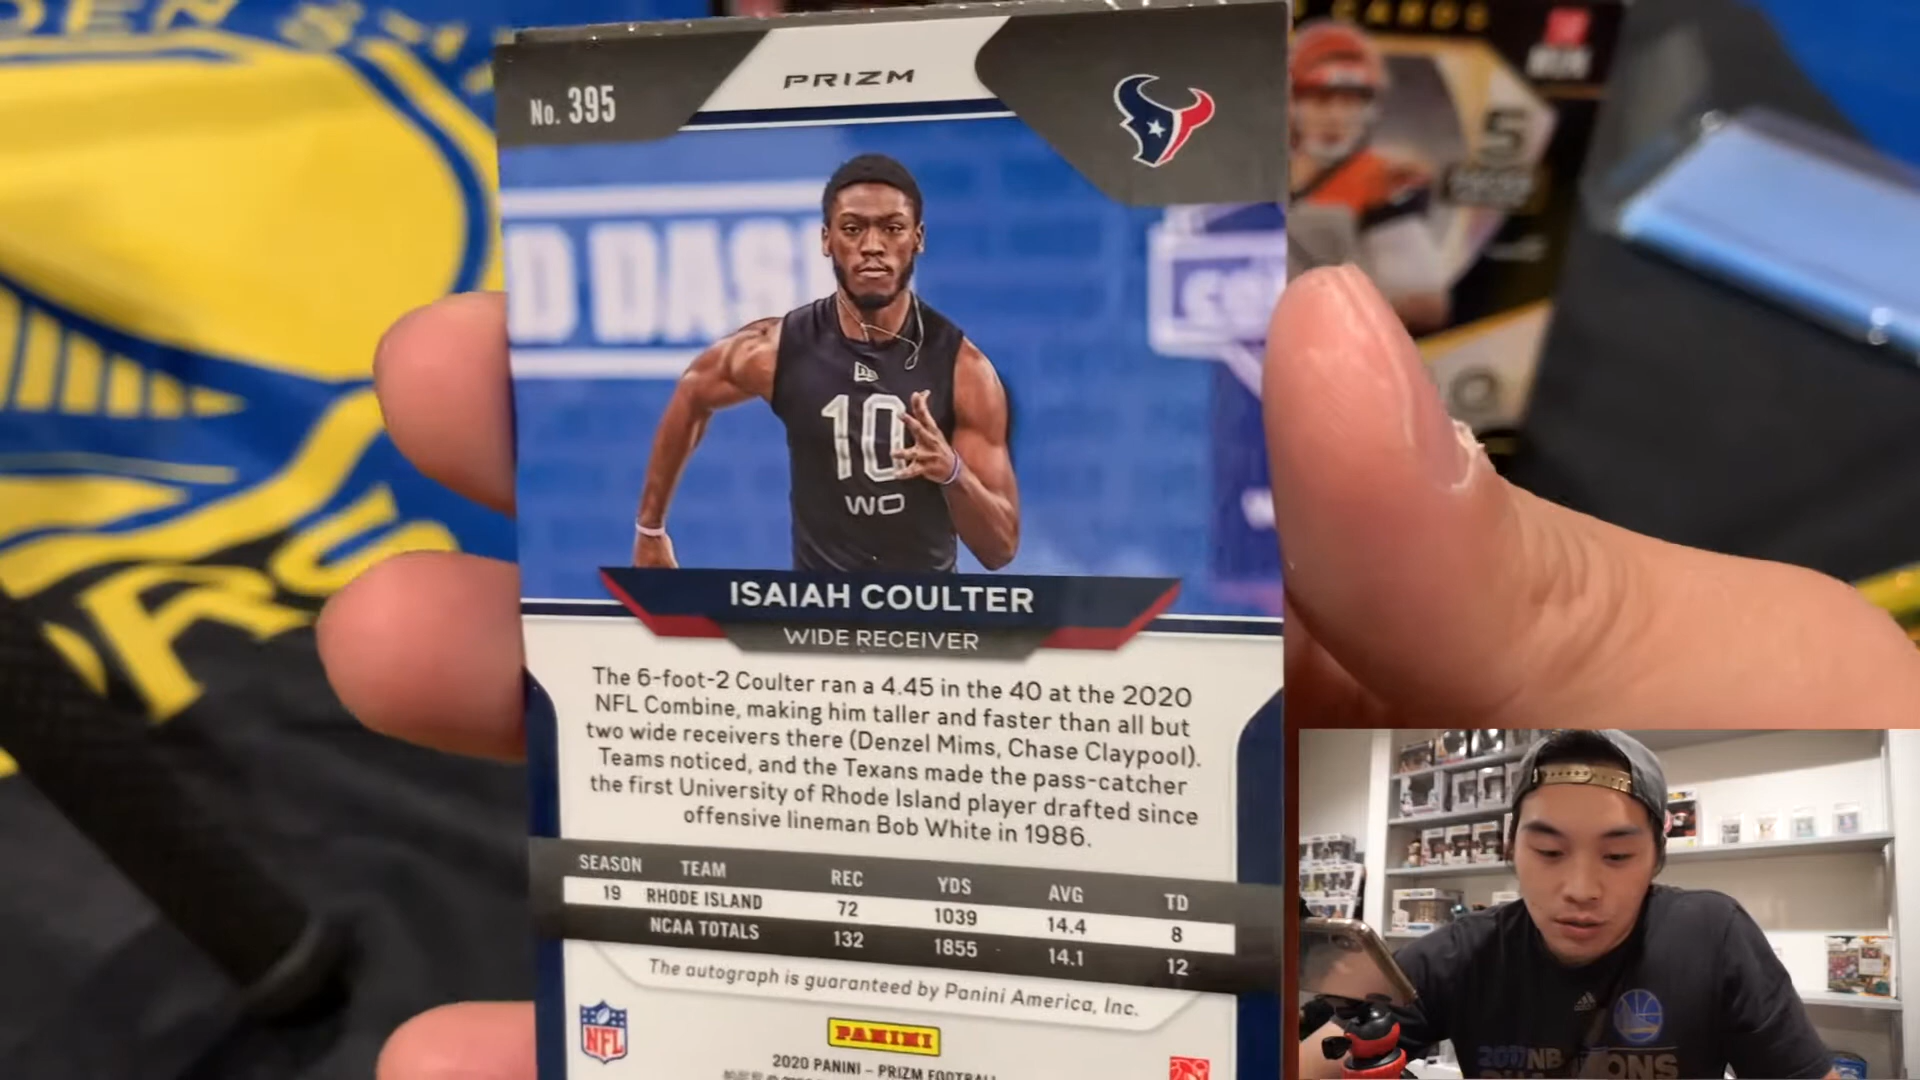 No. 395
PRIZM
D DAS
10
WO
ISAIAH COULTER
WIDE RECEIVER
The 6-foot-2 Coulter ran a 4.45 in the 40 at the 2020
NFL Combine, making him taller and faster than all but
two wide receivers there (Denzel Mims, Chase Claypool).
Teams noticed, and the Texans made the pass-catcher
the first University of Rhode Island player drafted since
offensive lineman Bob White in 1986.
SEASON TEAM REC YDS AVG TD
19 RHODE ISLAND 72 1039 14.4 8
NCAA TOTALS 132 1855 14.1 12
The autograph is guaranteed by Panini America, Inc.
NFL
PANINI
2020 PANINI – PRIZM FOOTBALL
CARDS
5